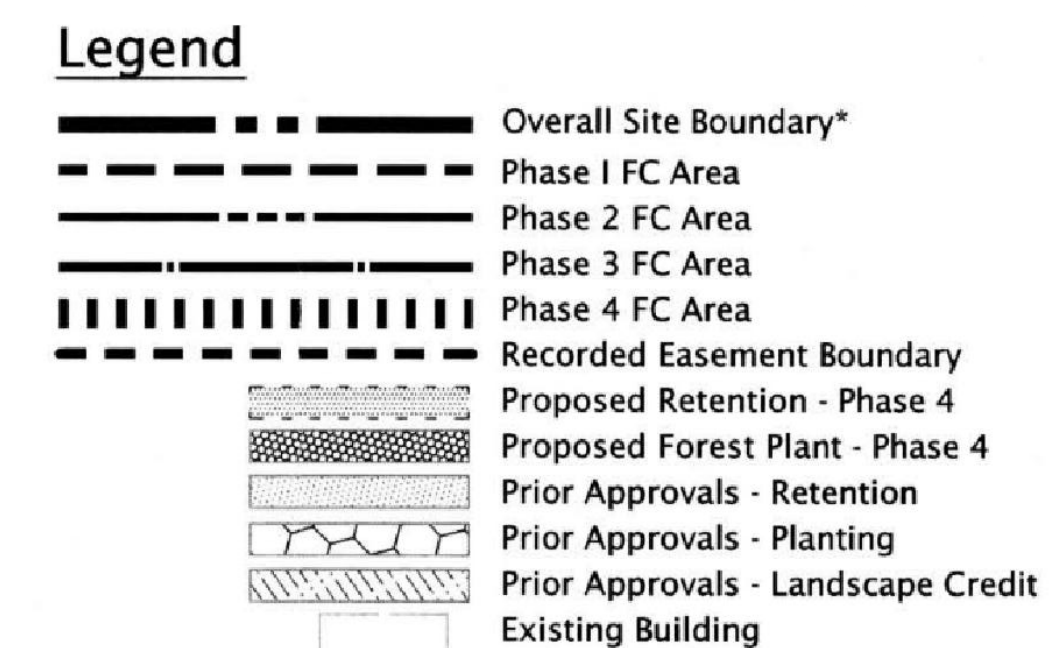 Legend
Overall Site Boundary*
Phase I FC Area
Phase 2 FC Area
Phase 3 FC Area
Phase 4 FC Area
Recorded Easement Boundary
Proposed Retention - Phase 4
Proposed Forest Plant - Phase 4
Prior Approvals - Retention
Prior Approvals - Planting
Prior Approvals - Landscape Credit
Existing Building